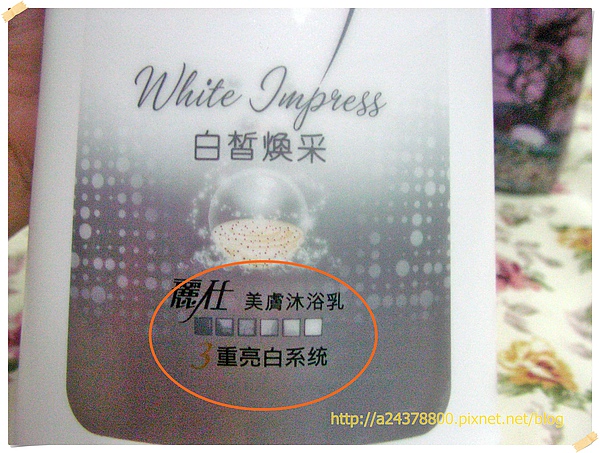 White Impress
白皙煥采
麗仕 美膚沐浴乳
3重亮白系统
http://a24378800.pixnet.net/blog